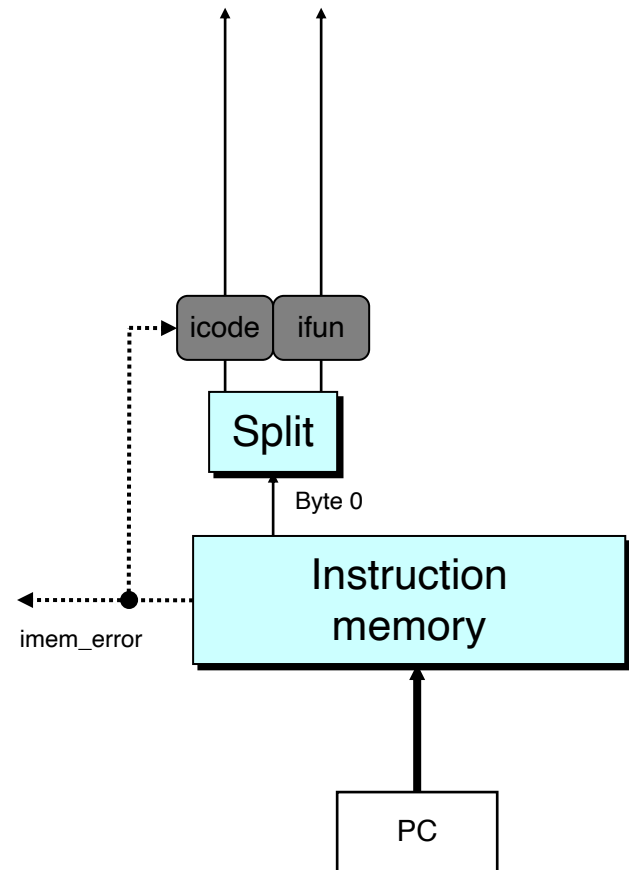 icode ifun
Split
Byte 0
Instruction
memory
imem_error
PC